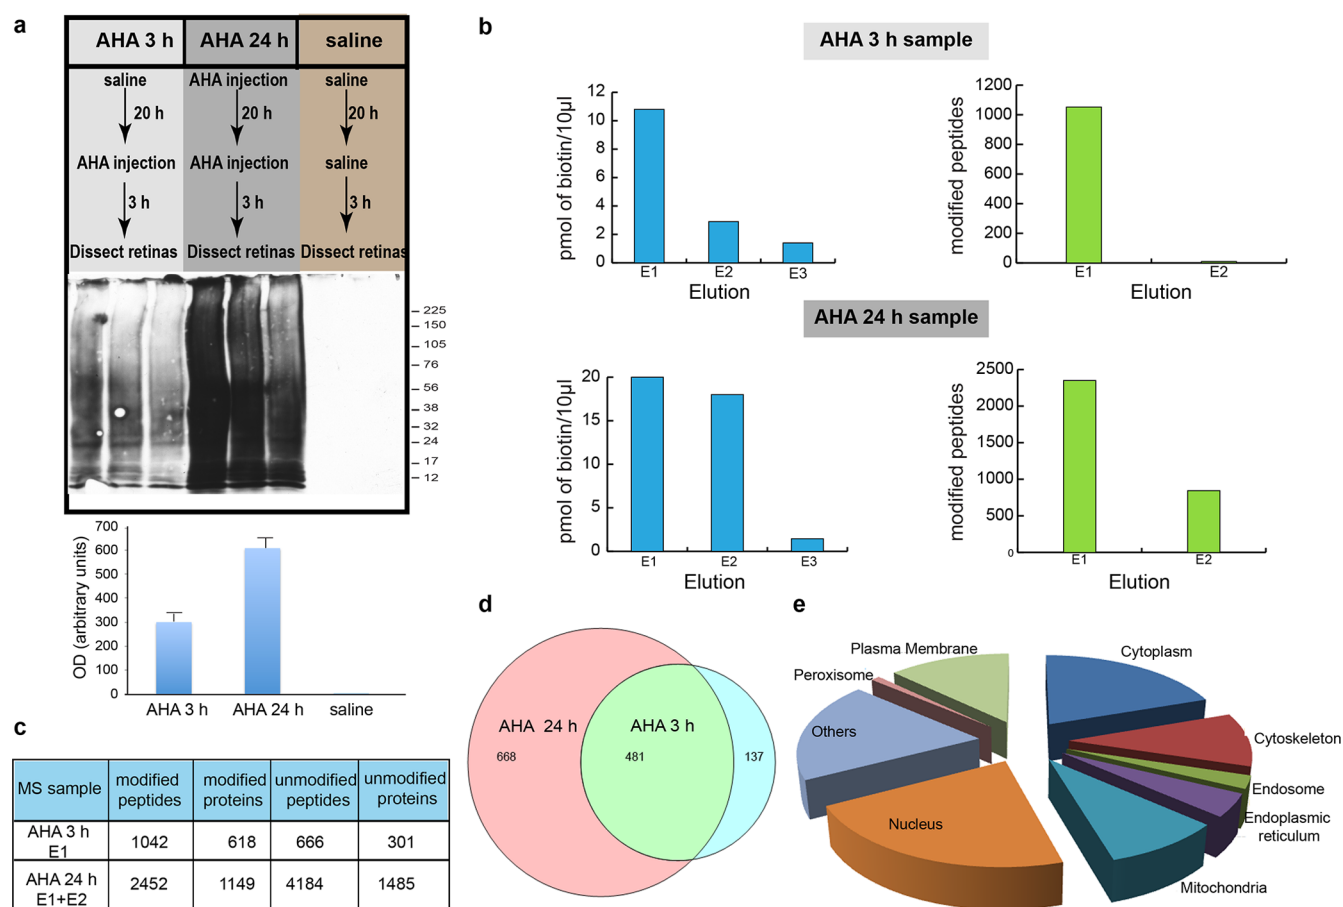 a
AHA 3 h
AHA 24 h
saline
saline
AHA injection
saline
20 h
20 h
20 h
AHA injection
AHA injection
saline
3 h
3 h
3 h
Dissect retinas
Dissect retinas
Dissect retinas
225
150
105
76
56
38
32
24
17
12
OD (arbitrary units)
700
600
500
400
300
200
100
0
AHA 3 h
AHA 24 h
saline
b
AHA 3 h sample
pmol of biotin/10µl
12
10
8
6
4
2
0
E1
E2
E3
Elution
modified peptides
1200
1000
800
600
400
200
0
E1
E2
Elution
AHA 24 h sample
pmol of biotin/10µl
20
15
10
5
0
E1
E2
E3
Elution
modified peptides
2500
2000
1500
1000
500
0
E1
E2
Elution
c
MS sample
modified
peptides
modified
proteins
unmodified
peptides
unmodified
proteins
AHA 3 h
E1
1042
618
666
301
AHA 24 h
E1+E2
2452
1149
4184
1485
d
AHA 24 h
668
AHA 3 h
481
137
e
Plasma Membrane
Cytoplasm
Peroxisome
Others
Cytoskeleton
Endosome
Endoplasmic
reticulum
Nucleus
Mitochondria